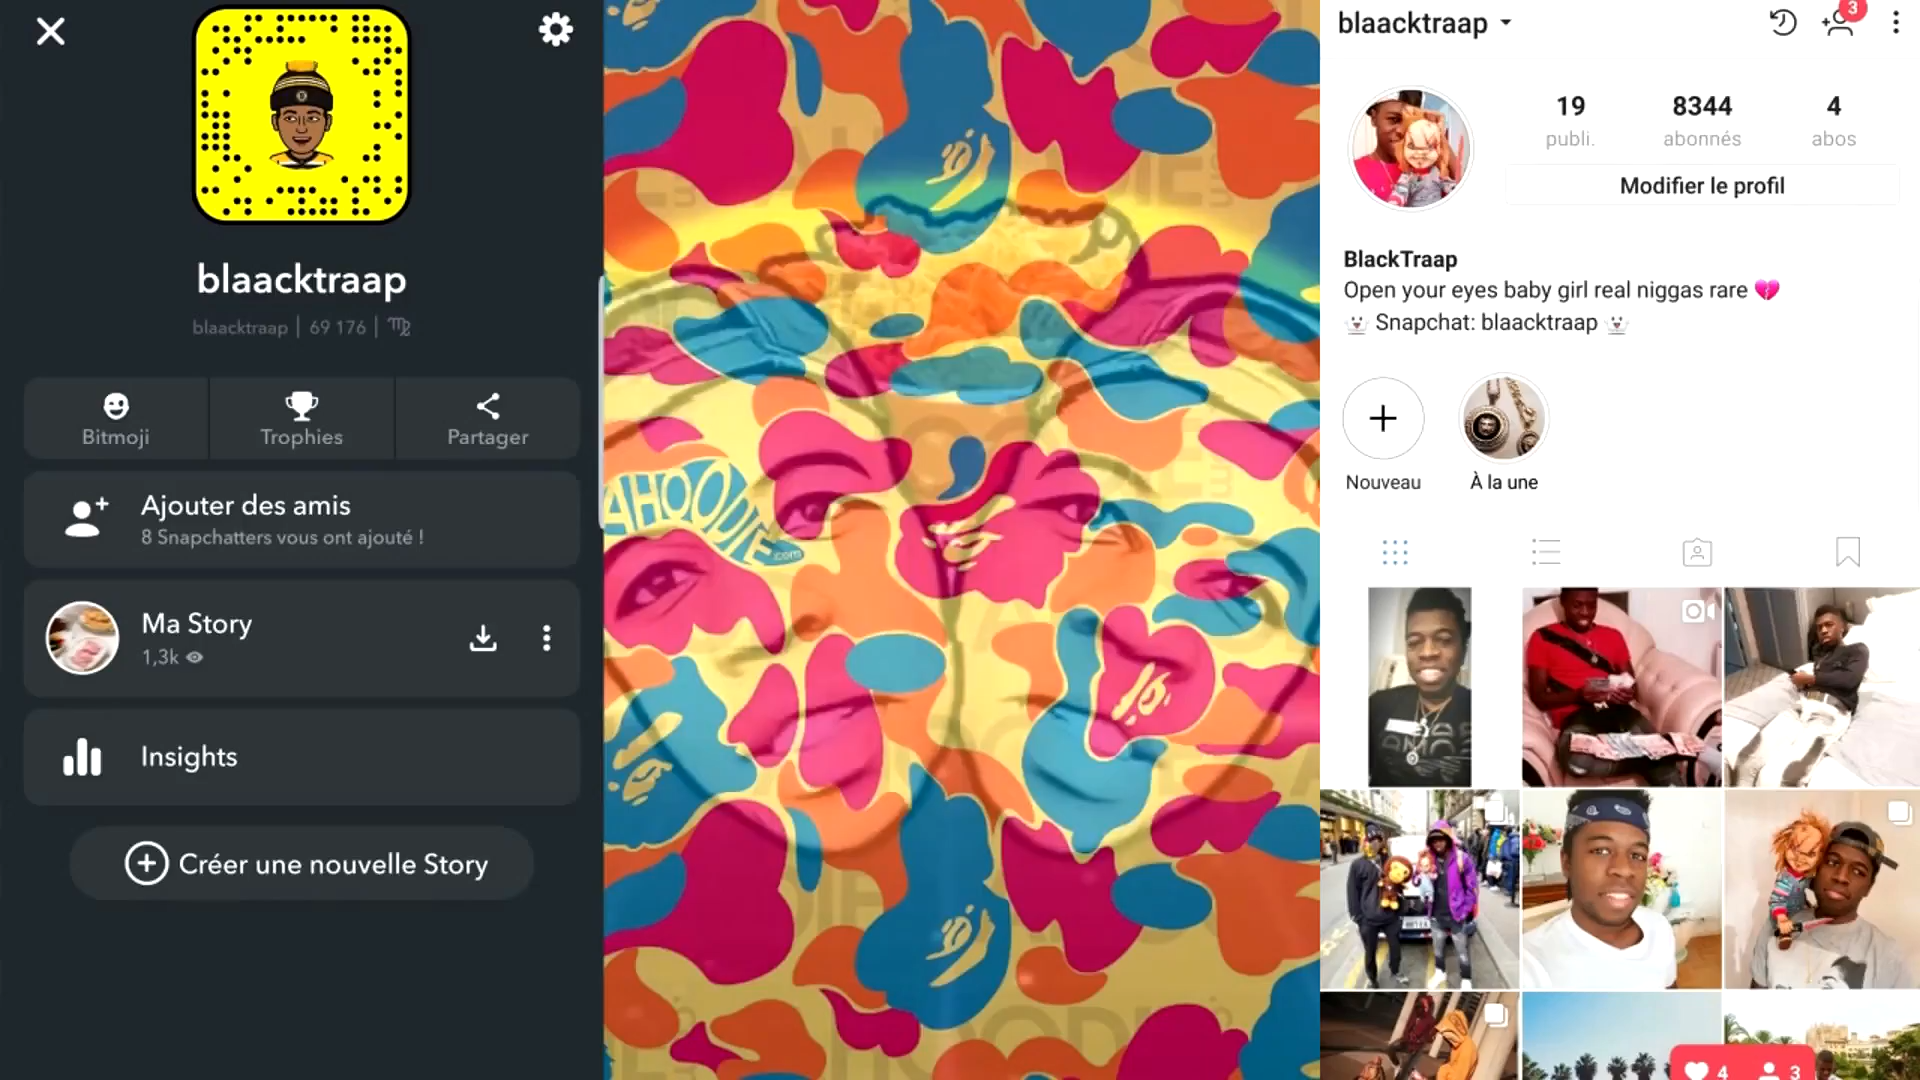 blaacktraap
blaacktraap | 69 176 |
Bitmoji
Trophies
Partager
Ajouter des amis
8 Snapchatters vous ont ajouté !
Ma Story
1,3k
Insights
Créer une nouvelle Story
AHOODIE.com
blaacktraap
3
19
publi.
8344
abonnés
4
abos
Modifier le profil
BlackTraap
Open your eyes baby girl real niggas rare 💔
Snapchat: blaacktraap
Nouveau
À la une
4
3